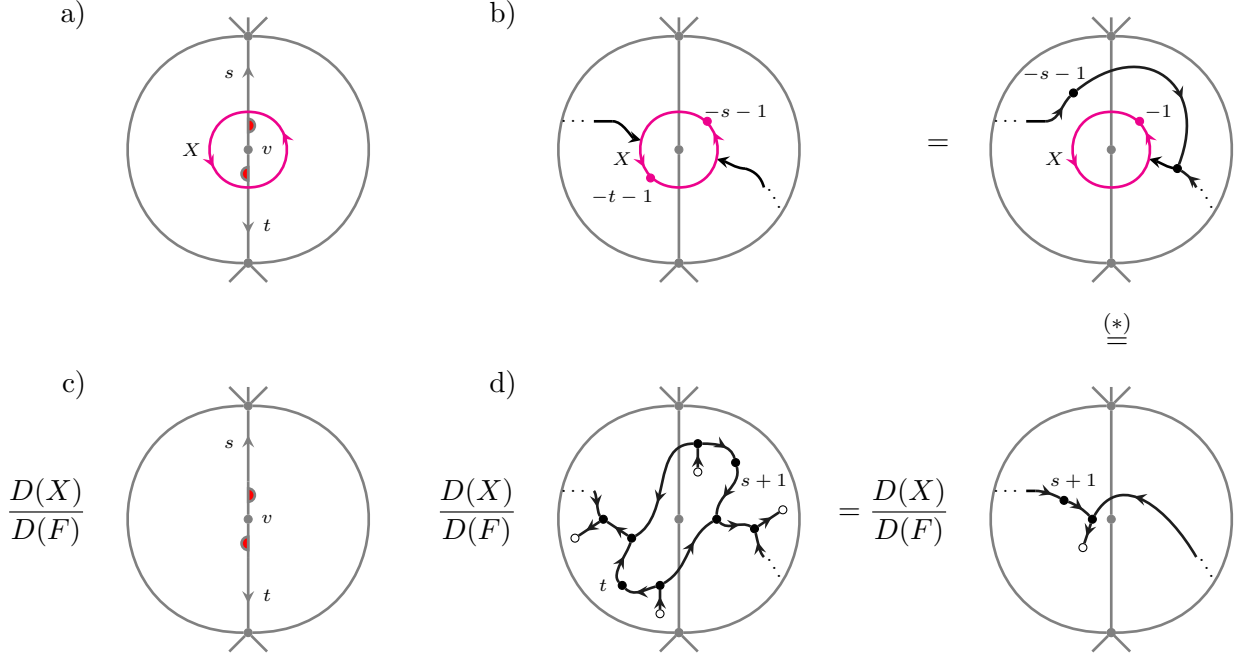 a)
s
X
v
t
b)
· · ·
−s − 1
X
−t − 1
· · ·
=
· · ·
−s − 1
−1
X
· · ·
(∗)
=
c)
D(X)
D(F)
s
v
t
d)
D(X)
D(F)
· · ·
s + 1
t
· · ·
=
D(X)
D(F)
· · ·
s + 1
· · ·